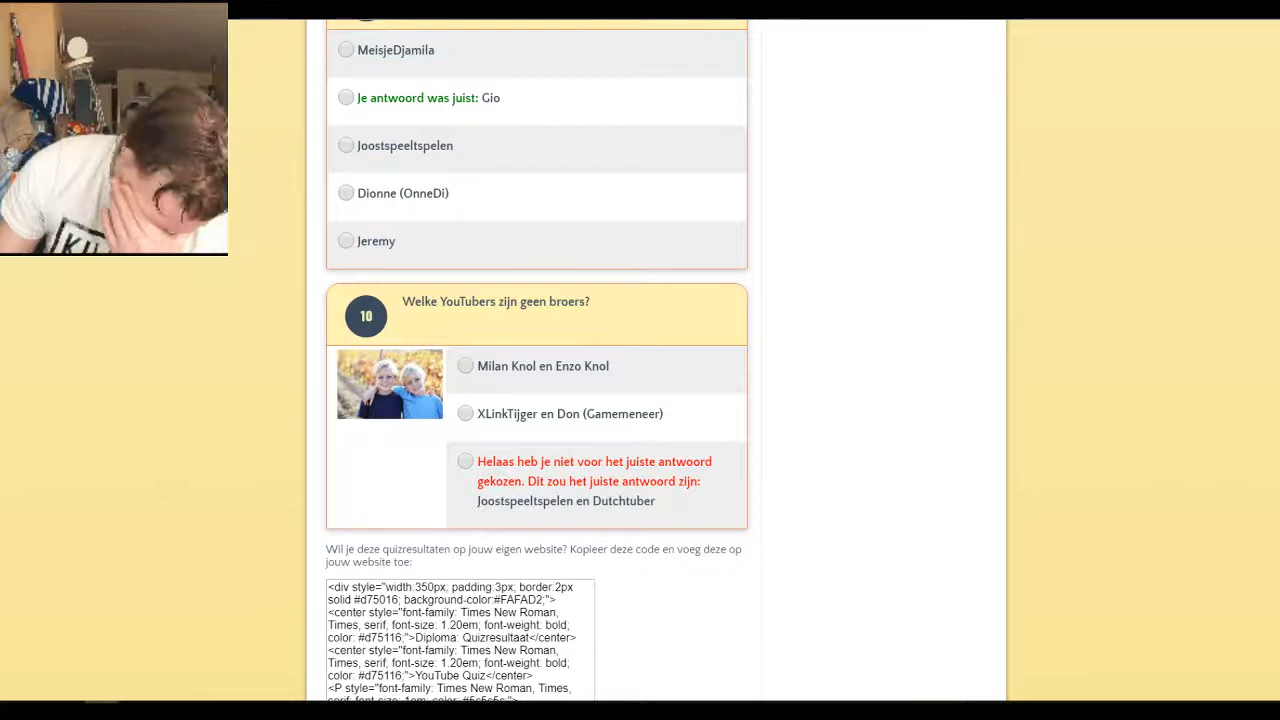 MeisjeDjamila
Je antwoord was juist: Gio
Joostspeeltspelen
Dionne (OnneDi)
Jeremy
10
Welke YouTubers zijn geen broers?
Milan Knol en Enzo Knol
XLinkTijger en Don (Gamemeneer)
Helaas heb je niet voor het juiste antwoord
gekozen. Dit zou het juiste antwoord zijn:
Joostspeeltspelen en Dutchtuber
Wil je deze quizresultaten op jouw eigen website? Kopieer deze code en voeg deze op
jouw website toe:
<div style="width:350px; padding:3px; border:2px
solid #d75016; background-color:#FAFAD2;">
<center style="font-family: Times New Roman,
Times, serif; font-size: 1.20em; font-weight: bold;
color: #d75116;">Diploma: Quizresultaat</center>
<center style="font-family: Times New Roman,
Times, serif; font-size: 1.20em; font-weight: bold;
color: #d75116;">YouTube Quiz</center>
<P style="font-family: Times New Roman, Times,